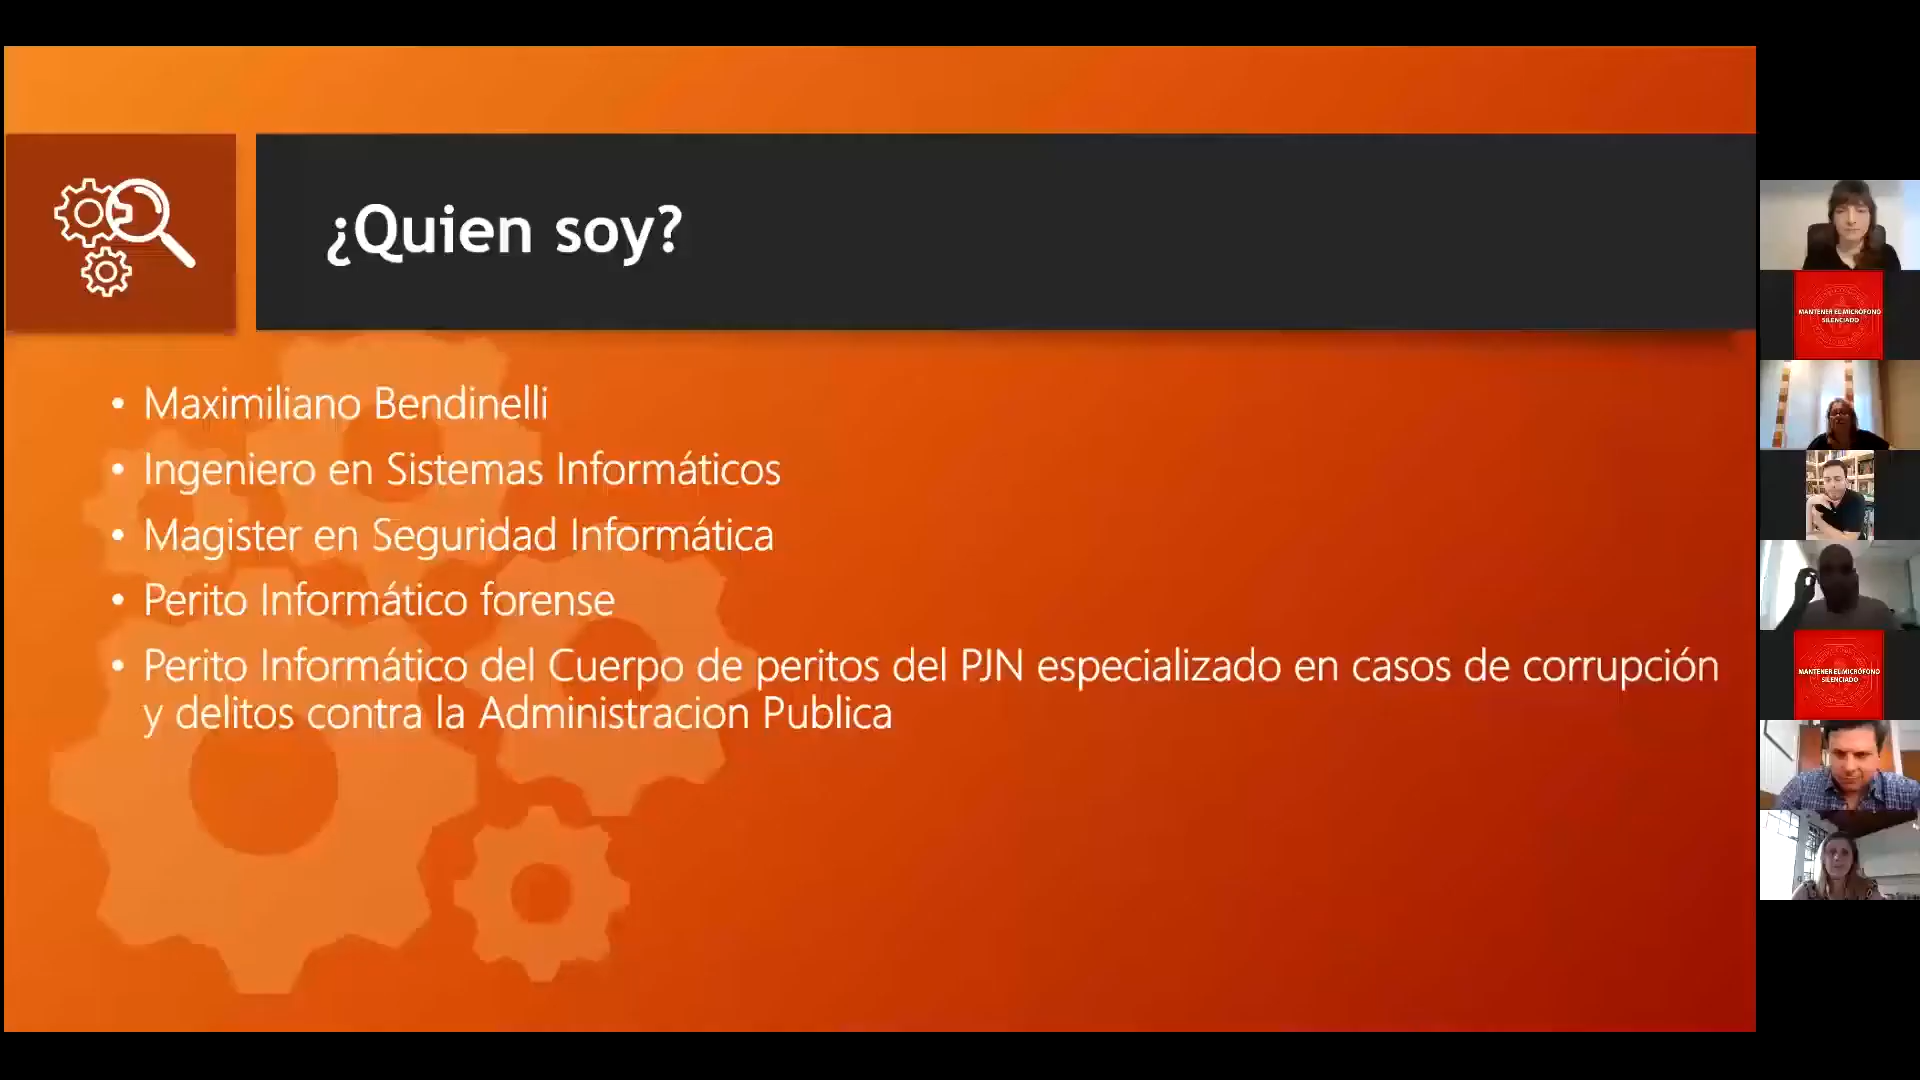 ¿Quien soy?
• Maximiliano Bendinelli
• Ingeniero en Sistemas Informáticos
• Magister en Seguridad Informática
• Perito Informático forense
• Perito Informático del Cuerpo de peritos del PJN especializado en casos de corrupción
y delitos contra la Administracion Publica
MANTENER EL MICRÓFONO
SILENCIADO
MANTENER EL MICRÓFONO
SILENCIADO